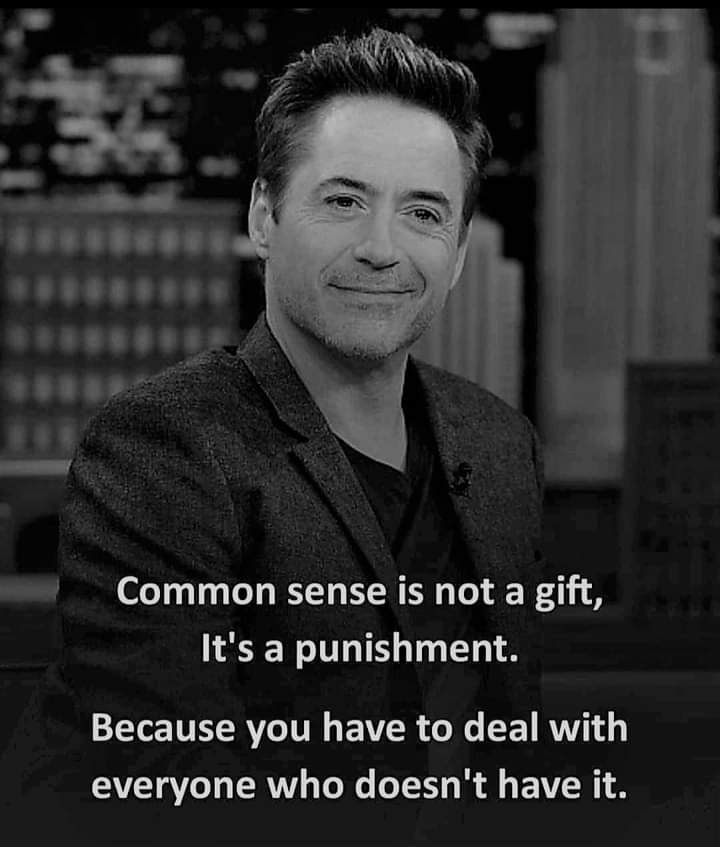 Common sense is not a gift,
It's a punishment.
Because you have to deal with
everyone who doesn't have it.